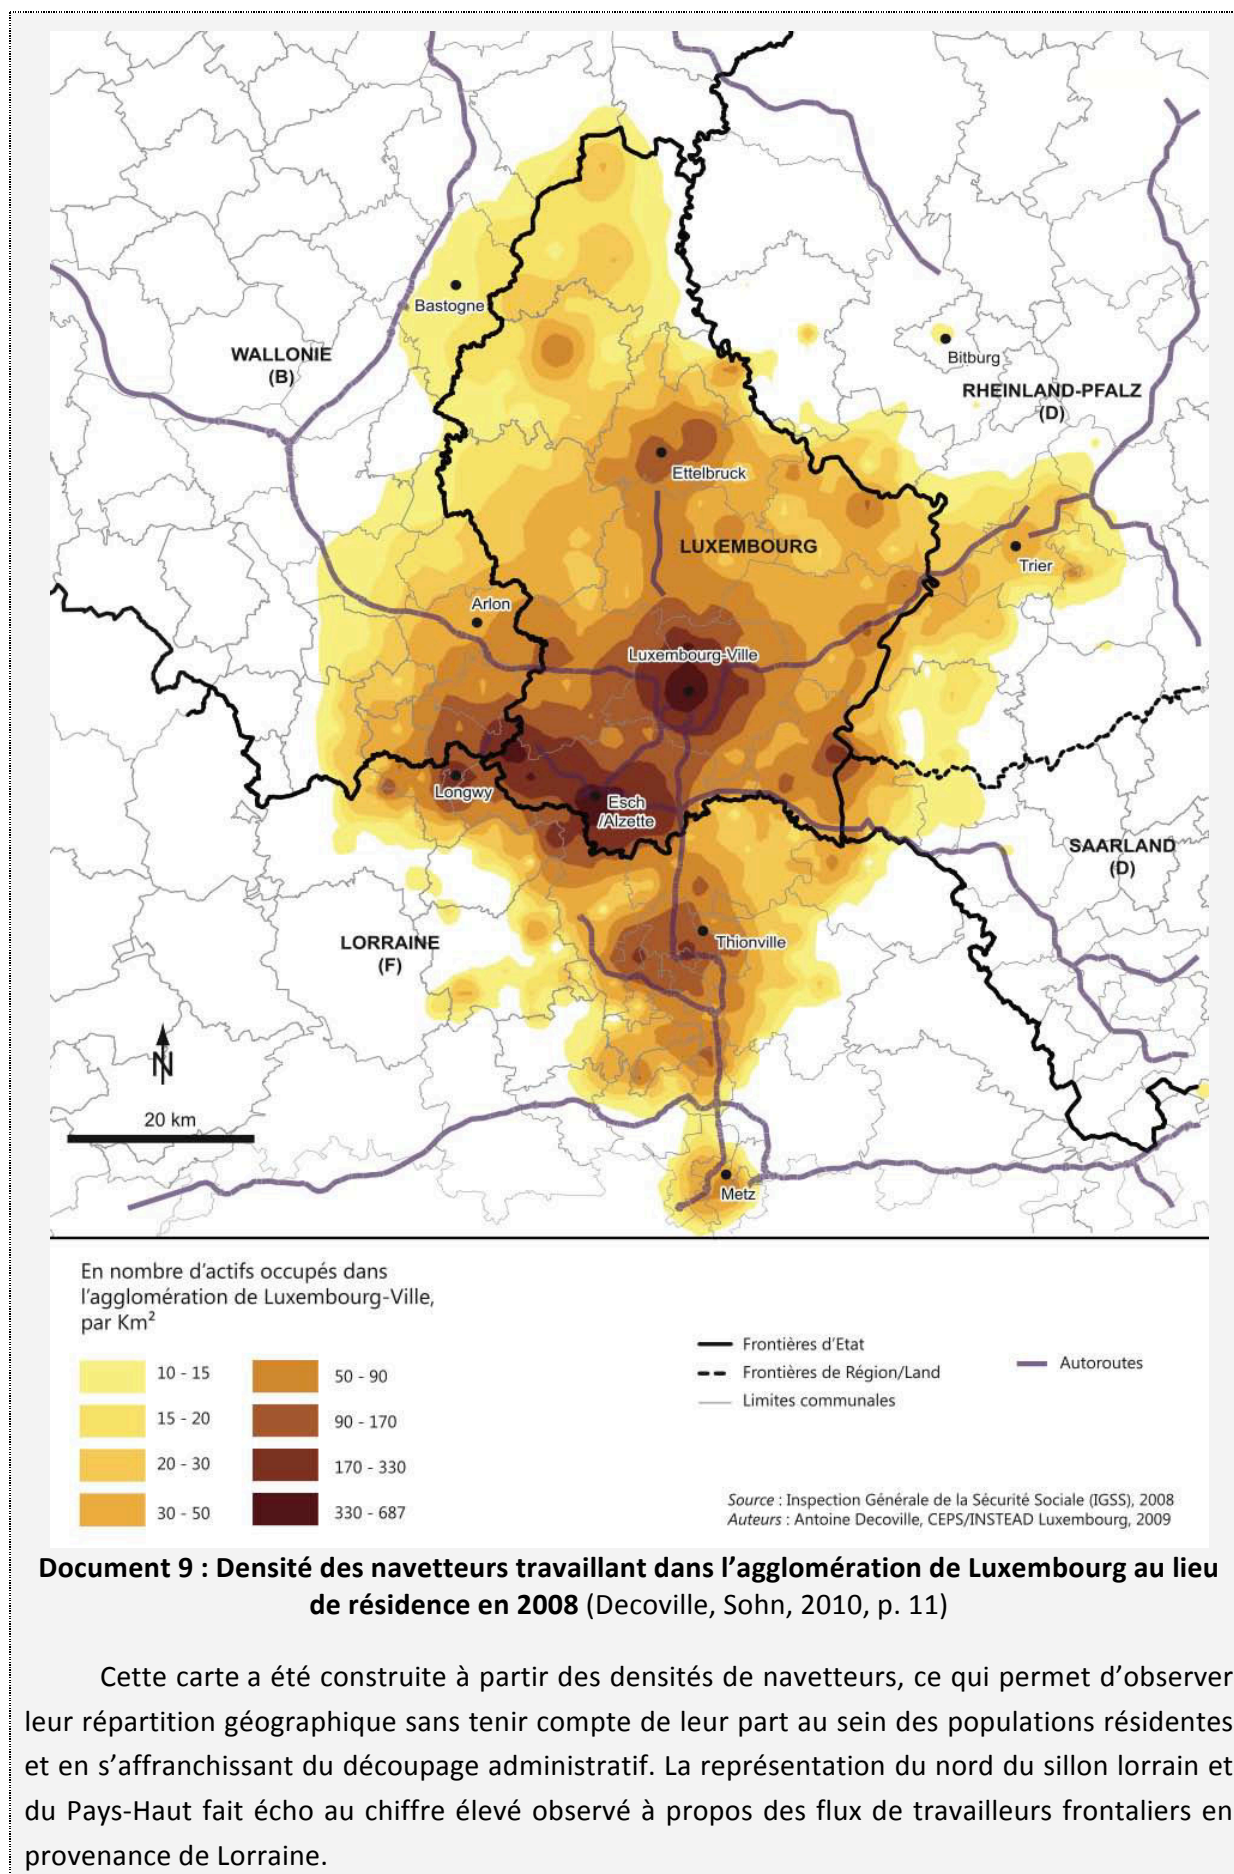 Bastogne
WALLONIE
(B)
Bitburg
RHEINLAND-PFALZ
(D)
Ettelbruck
LUXEMBOURG
Trier
Arlon
Luxembourg-Ville
Longwy
Esch
/Alzette
SAARLAND
(D)
LORRAINE
(F)
Thionville
N
20 km
Metz
En nombre d'actifs occupés dans
l'agglomération de Luxembourg-Ville,
par Km²
10 - 15
15 - 20
20 - 30
30 - 50
50 - 90
90 - 170
170 - 330
330 - 687
Frontières d'Etat
Frontières de Région/Land
Limites communales
Autoroutes
Source : Inspection Générale de la Sécurité Sociale (IGSS), 2008
Auteurs : Antoine Decoville, CEPS/INSTEAD Luxembourg, 2009
Document 9 : Densité des navetteurs travaillant dans l’agglomération de Luxembourg au lieu
de résidence en 2008 (Decoville, Sohn, 2010, p. 11)
Cette carte a été construite à partir des densités de navetteurs, ce qui permet d’observer
leur répartition géographique sans tenir compte de leur part au sein des populations résidentes
et en s’affranchissant du découpage administratif. La représentation du nord du sillon lorrain et
du Pays-Haut fait écho au chiffre élevé observé à propos des flux de travailleurs frontaliers en
provenance de Lorraine.